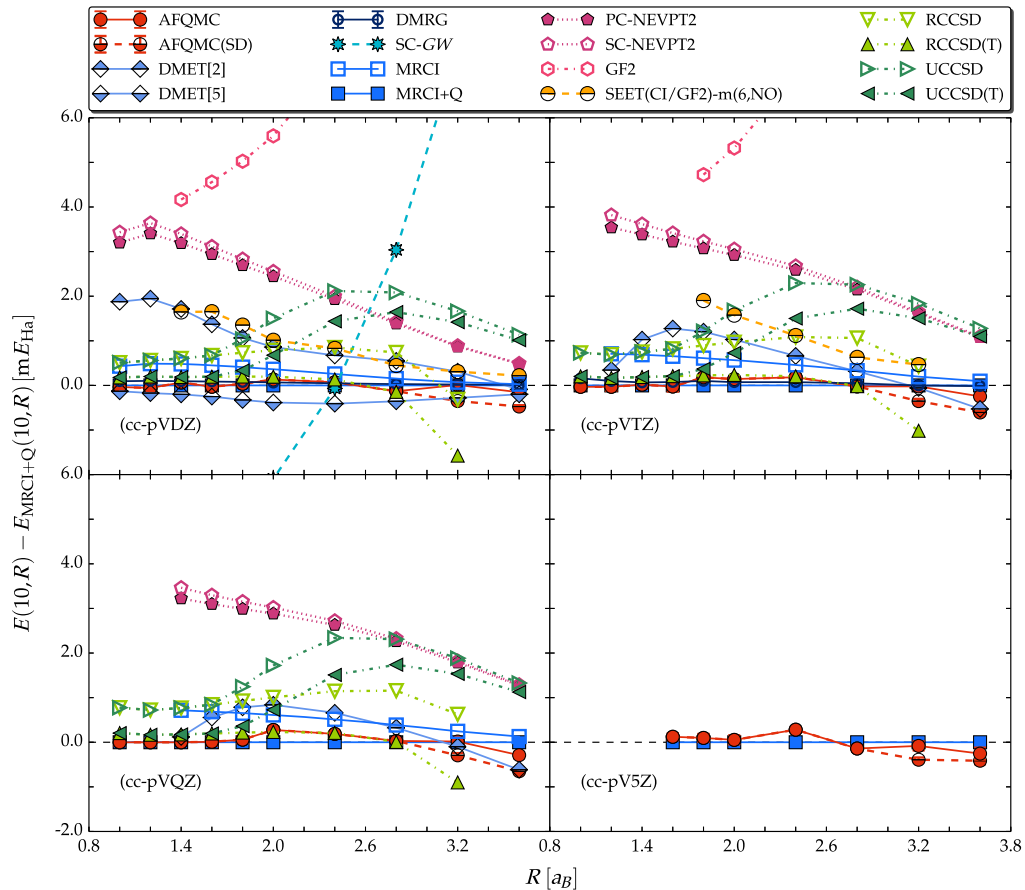 AFQMC DMRG PC-NEVPT2 RCCSD
AFQMC(SD) SC-GW SC-NEVPT2 RCCSD(T)
DMET[2] MRCI GF2 UCCSD
DMET[5] MRCI+Q SEET(CI/GF2)-m(6,NO) UCCSD(T)
6.0
4.0
2.0
0.0
6.0
(cc-pVDZ)
(cc-pVTZ)
4.0
2.0
0.0
-2.0
(cc-pVQZ)
(cc-pV5Z)
0.8 1.4 2.0 2.6 3.2 0.8 1.4 2.0 2.6 3.2 3.8
R [a_B]
E(10,R) − E_MRCI+Q(10,R) [mE_Ha]